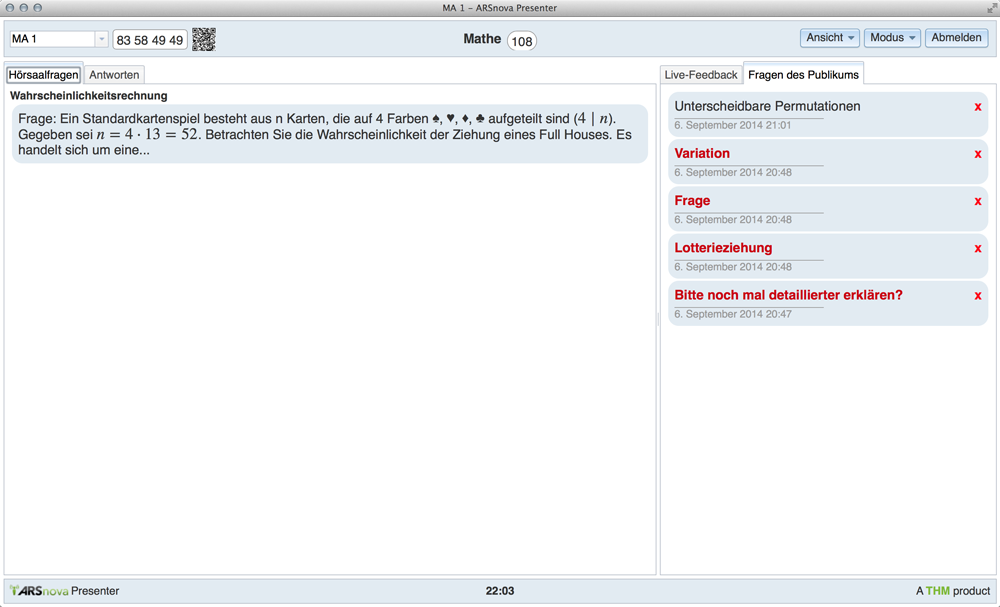 MA 1 – ARSnova Presenter
MA 1
83 58 49 49
Mathe 108
Ansicht
Modus
Abmelden
Hörsaalfragen
Antworten
Wahrscheinlichkeitsrechnung
Frage: Ein Standardkartenspiel besteht aus n Karten, die auf 4 Farben ♠, ♥, ♦, ♣ aufgeteilt sind (4 | n).
Gegeben sei n = 4 · 13 = 52. Betrachten Sie die Wahrscheinlichkeit der Ziehung eines Full Houses. Es
handelt sich um eine...
Live-Feedback
Fragen des Publikums
Unterscheidbare Permutationen x
6. September 2014 21:01
Variation x
6. September 2014 20:48
Frage x
6. September 2014 20:48
Lotterieziehung x
6. September 2014 20:48
Bitte noch mal detaillierter erklären? x
6. September 2014 20:47
ARSnova Presenter
22:03
A THM product